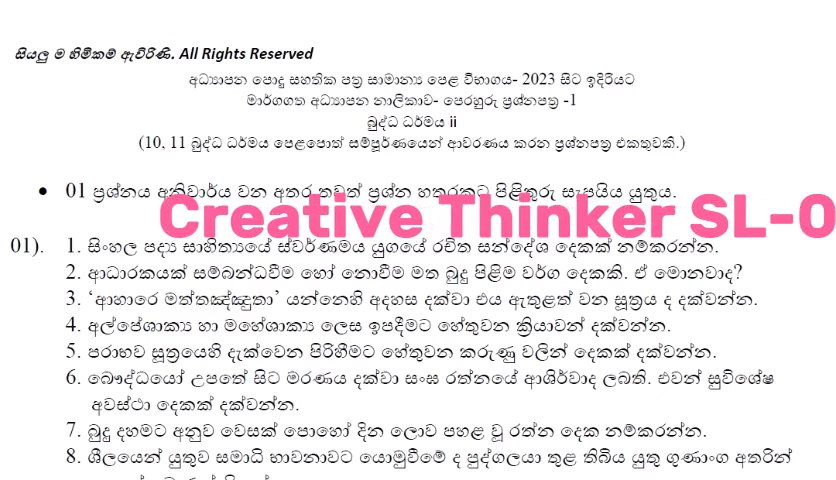 සියලු ම හිමිකම් ඇව්රිණි. All Rights Reserved
අධ්‍යාපන පොදු සහතික පත්‍ර සාමාන්‍ය පෙළ විභාගය- 2023 සිට ඉදිරියට
මාර්ගගත අධ්‍යාපන නාලිකාව- පෙරහුරු ප්‍රශ්නපත්‍ර -1
බුද්ධ ධර්මය ii
(10, 11 බුද්ධ ධර්මය පෙළපොත් සම්පූර්ණයෙන් ආවරණය කරන ප්‍රශ්නපත්‍ර එකතුවකි.)
• 01 ප්‍රශ්නය අනිවාර්ය වන අතර තවත් ප්‍රශ්න හතරකට පිළිතුරු සැපයිය යුතුය.
Creative Thinker SL-0
01). 1. සිංහල පද්‍ය සාහිත්‍යයේ ස්වර්ණමය යුගයේ රචිත සන්දේශ දෙකක් නම්කරන්න.
2. ආධාරකයක් සම්බන්ධවීම හෝ නොවීම මත බුදු පිළිම වර්ග දෙකකි. ඒ මොනවාද?
3. ‘ආහාරෙ මත්තඤ්ඤුතා’ යන්නෙහි අදහස දක්වා එය ඇතුළත් වන සූත්‍රය ද දක්වන්න.
4. අල්පේශාක්‍ය හා මහේශාක්‍ය ලෙස ඉපදීමට හේතුවන ක්‍රියාවන් දක්වන්න.
5. පරාභව සූත්‍රයෙහි දැක්වෙන පිරිහීමට හේතුවන කරුණු වලින් දෙකක් දක්වන්න.
6. බෞද්ධයෝ උපතේ සිට මරණය දක්වා සංඝ රත්නයේ ආශිර්වාද ලබති. එවන් සුවිශේෂ
අවස්ථා දෙකක් දක්වන්න.
7. බුදු දහමට අනුව වෙසක් පොහෝ දින ලොව පහළ වූ රත්න දෙක නම්කරන්න.
8. ශීලයෙන් යුතුව සමාධි භාවනාවට යොමුවීමේ ද පුද්ගලයා තුළ තිබිය යුතු ගුණාංග අතරින්